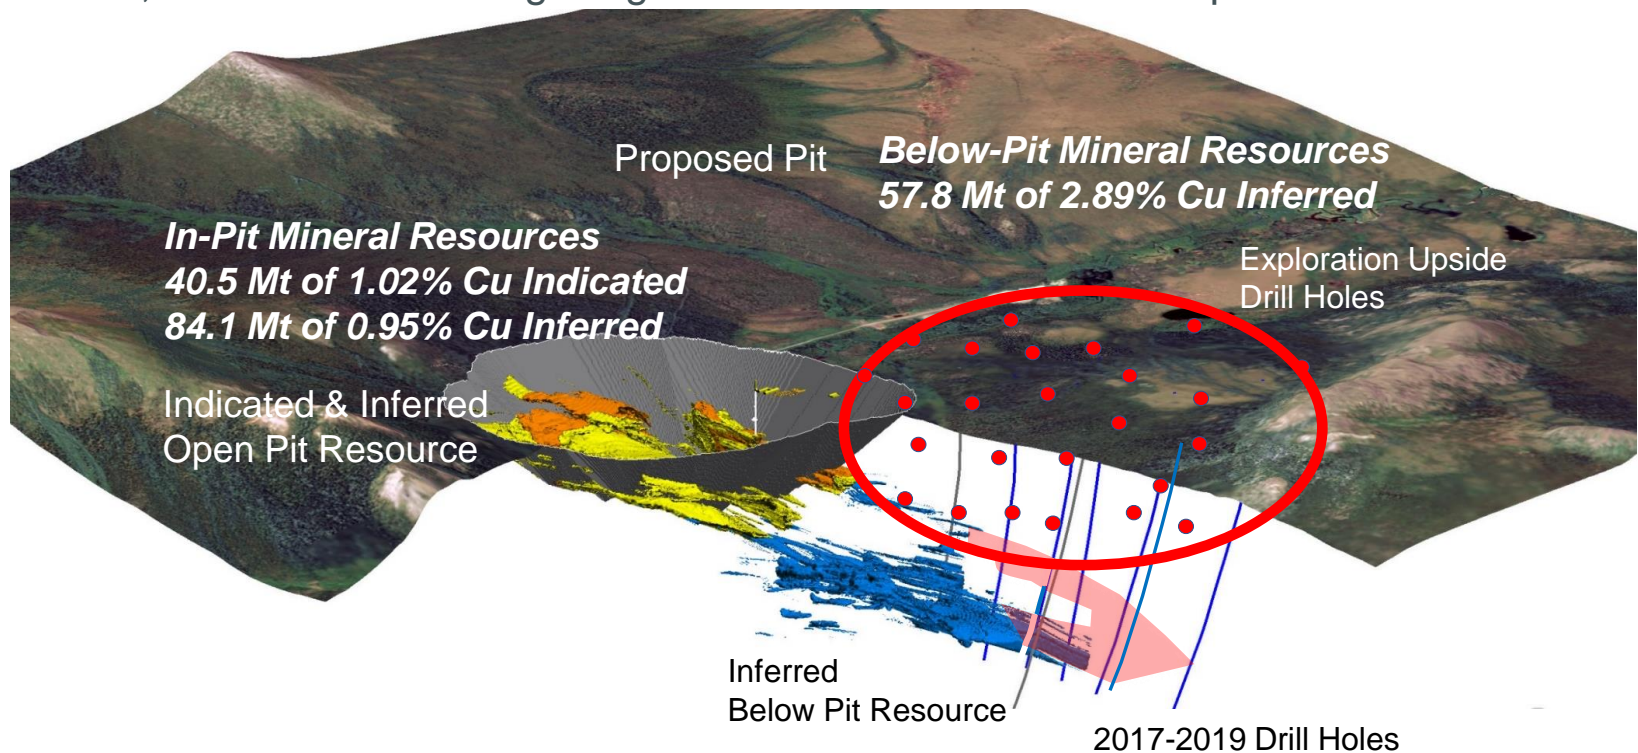 Proposed Pit
Below-Pit Mineral Resources
57.8 Mt of 2.89% Cu Inferred
In-Pit Mineral Resources
40.5 Mt of 1.02% Cu Indicated
84.1 Mt of 0.95% Cu Inferred
Exploration Upside
Drill Holes
Indicated & Inferred
Open Pit Resource
Inferred
Below Pit Resource
2017-2019 Drill Holes